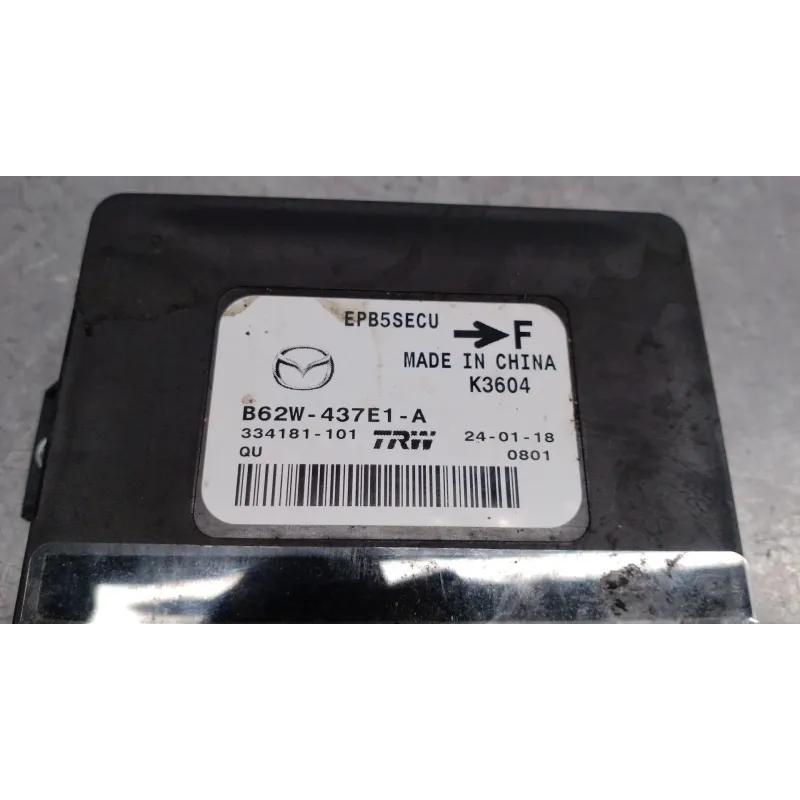 EPB5SECU
F
MADE IN CHINA
K3604
B62W-437E1-A
334181-101 TRW 24-01-18
QU 0801